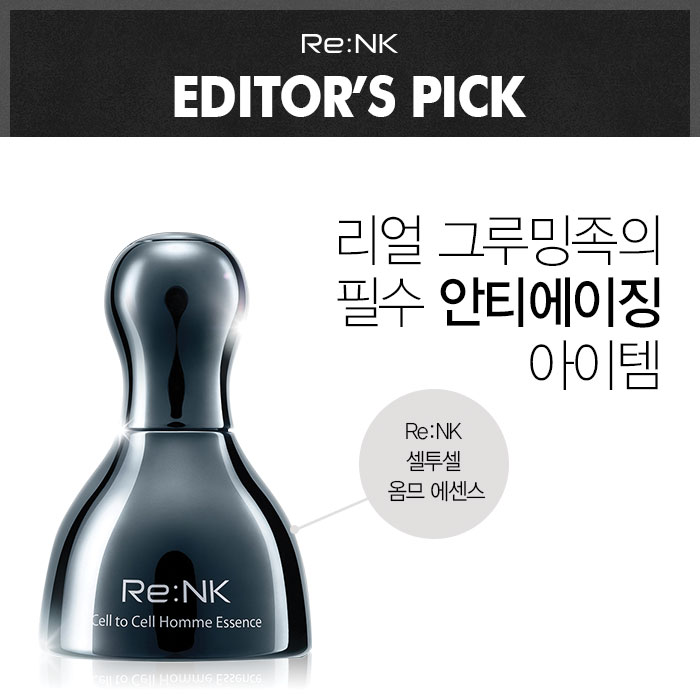 Re:NK
EDITOR'S PICK
리얼 그루밍족의
필수 안티에이징
아이템
Re:NK
셀투셀
옴므 에센스
Re:NK
Cell to Cell Homme Essence